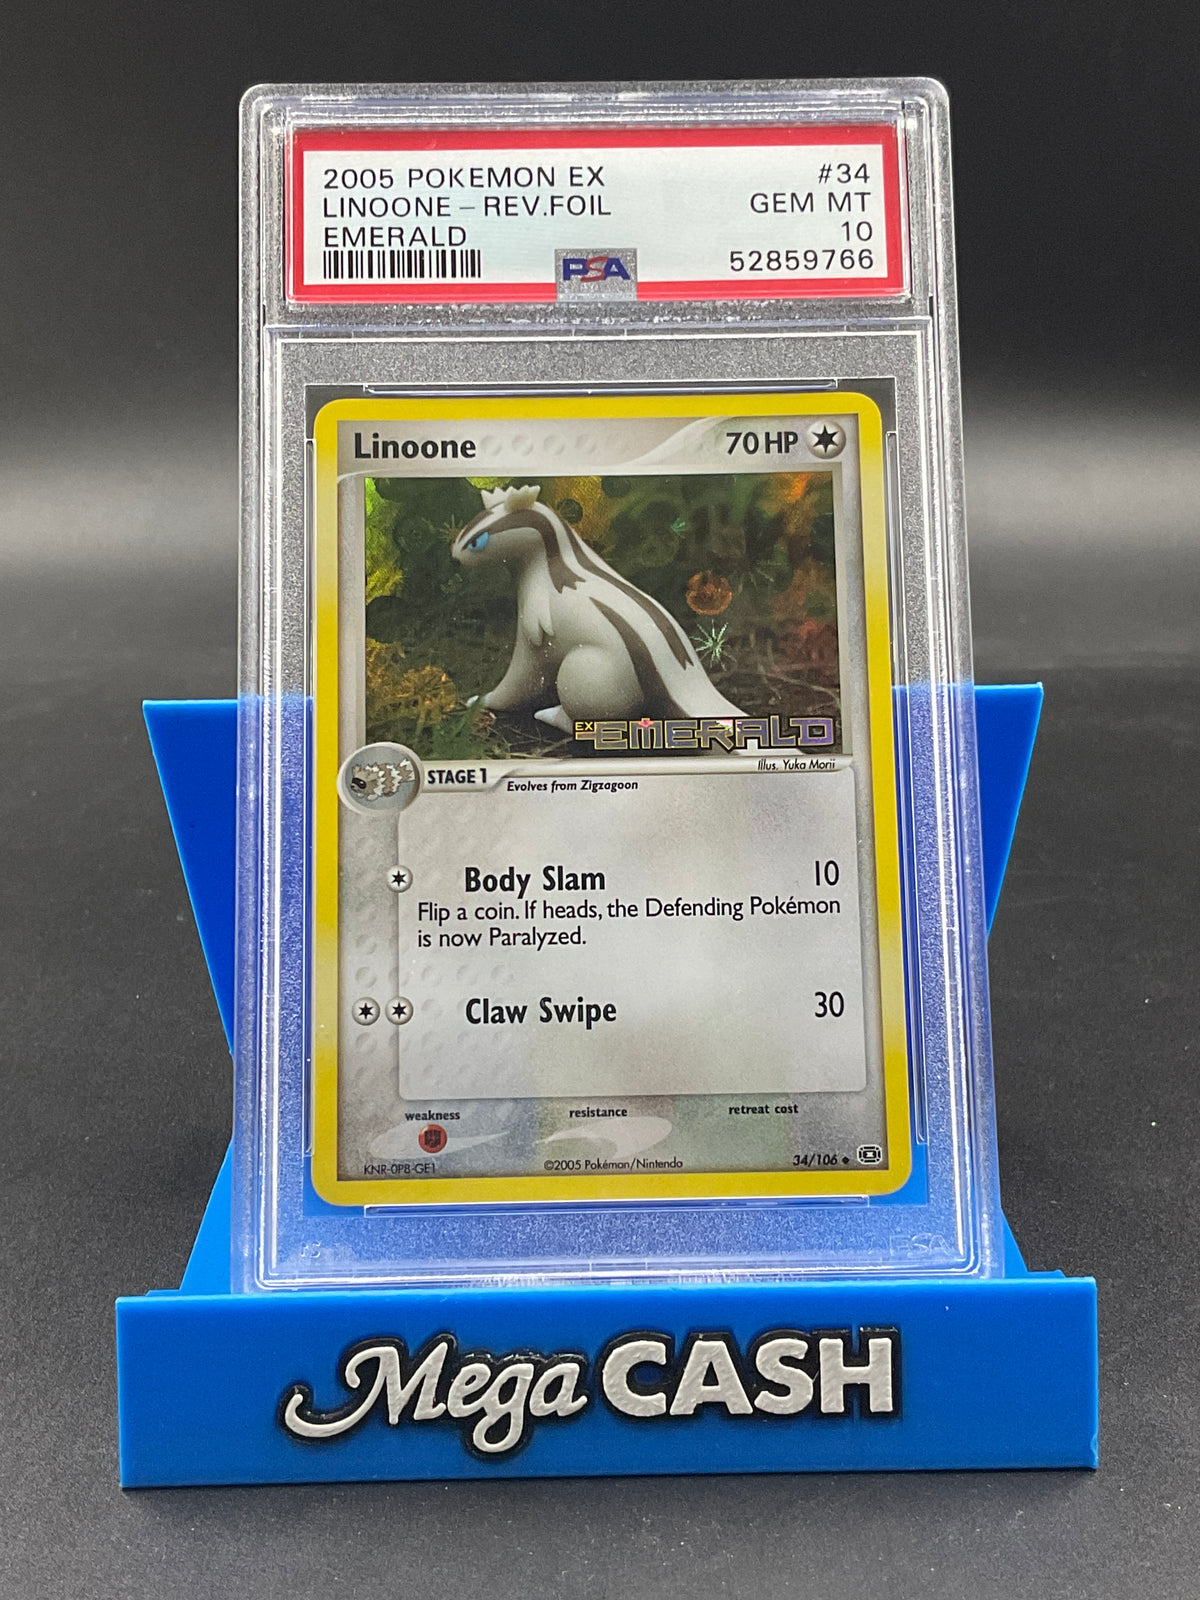 2005 POKEMON EX #34
LINOONE - REV.FOIL GEM MT
EMERALD 10
PSA 52859766
Linoone 70 HP
EX EMERALD
Illus. Yuka Morii
STAGE 1
Evolves from Zigzagoon
Body Slam 10
Flip a coin. If heads, the Defending Pokémon
is now Paralyzed.
Claw Swipe 30
weakness resistance retreat cost
KNR-0P8-GE1 ©2005 Pokémon/Nintendo 34/106
PSA
Mega CASH